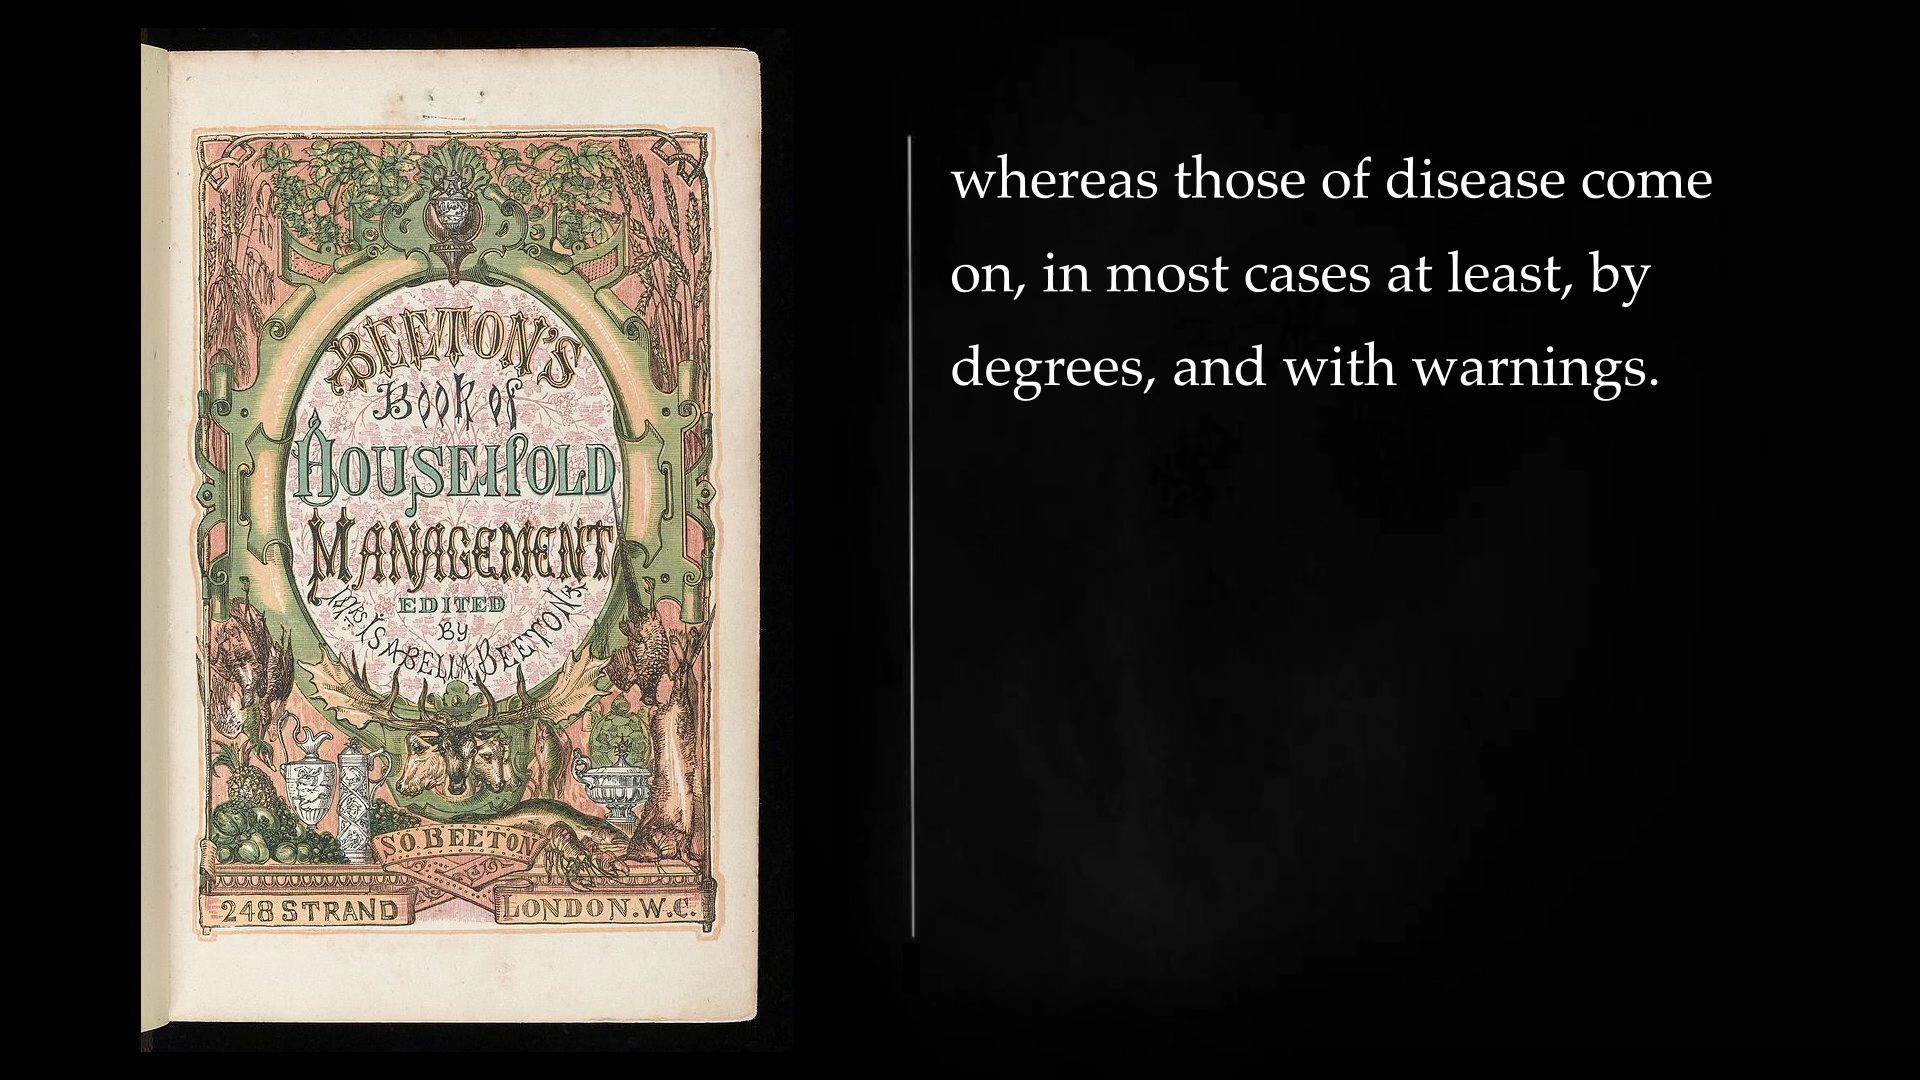 BEETON'S
Book of
HOUSEHOLD
MANAGEMENT
EDITED
By
MRS ISABELLA BEETON
S.O. BEETON
248 STRAND
LONDON. W.C.
whereas those of disease come
on, in most cases at least, by
degrees, and with warnings.